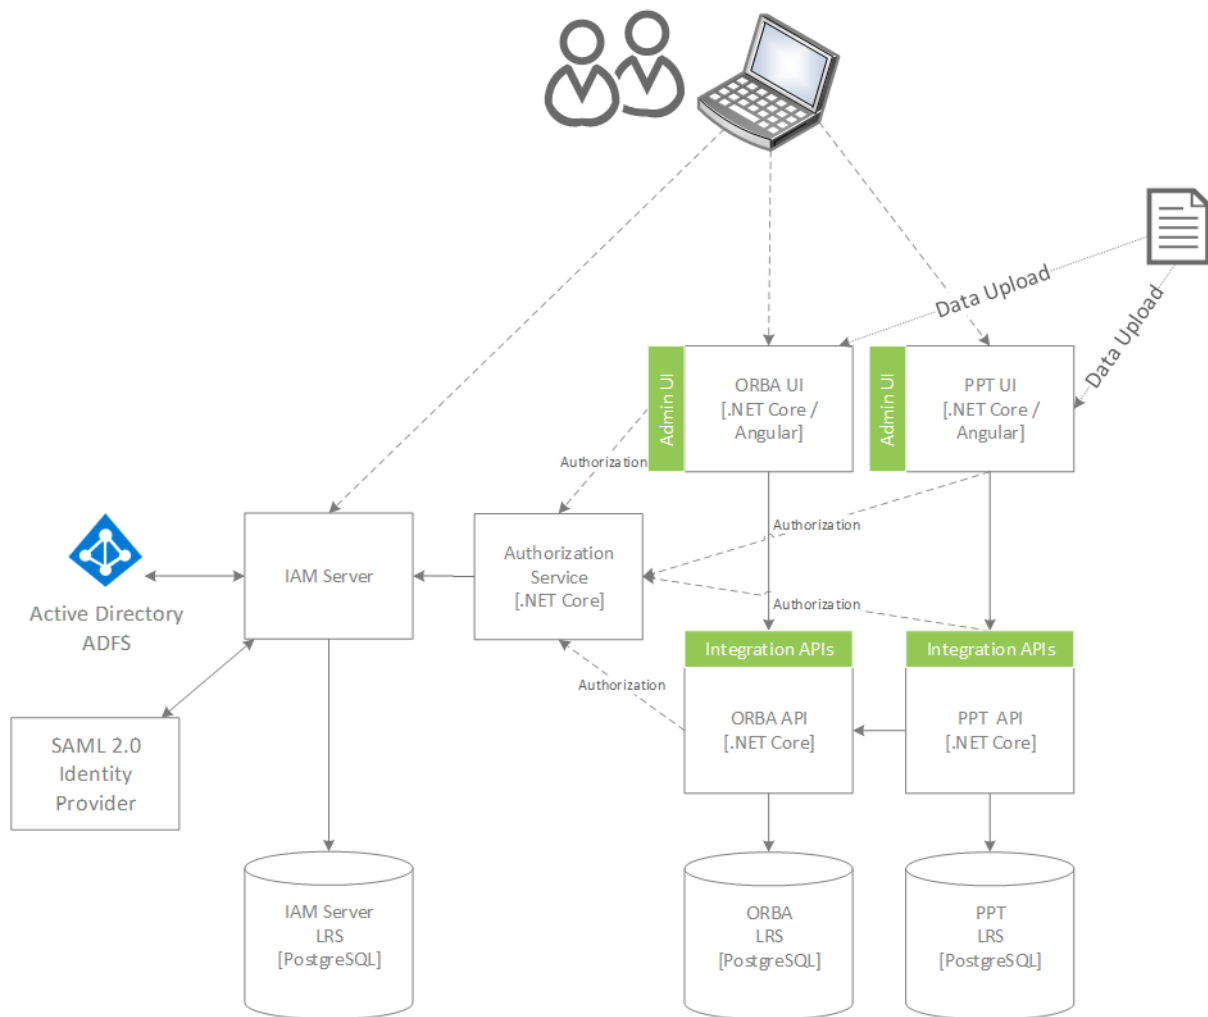 Data Upload
Data Upload
Admin UI
ORBA UI
[.NET Core /
Angular]
Admin UI
PPT UI
[.NET Core /
Angular]
Authorization
Authorization
Active Directory
ADFS
IAM Server
Authorization
Service
[.NET Core]
Authorization
Authorization
Integration APIs
ORBA API
[.NET Core]
Integration APIs
PPT API
[.NET Core]
SAML 2.0
Identity
Provider
IAM Server
LRS
[PostgreSQL]
ORBA
LRS
[PostgreSQL]
PPT
LRS
[PostgreSQL]